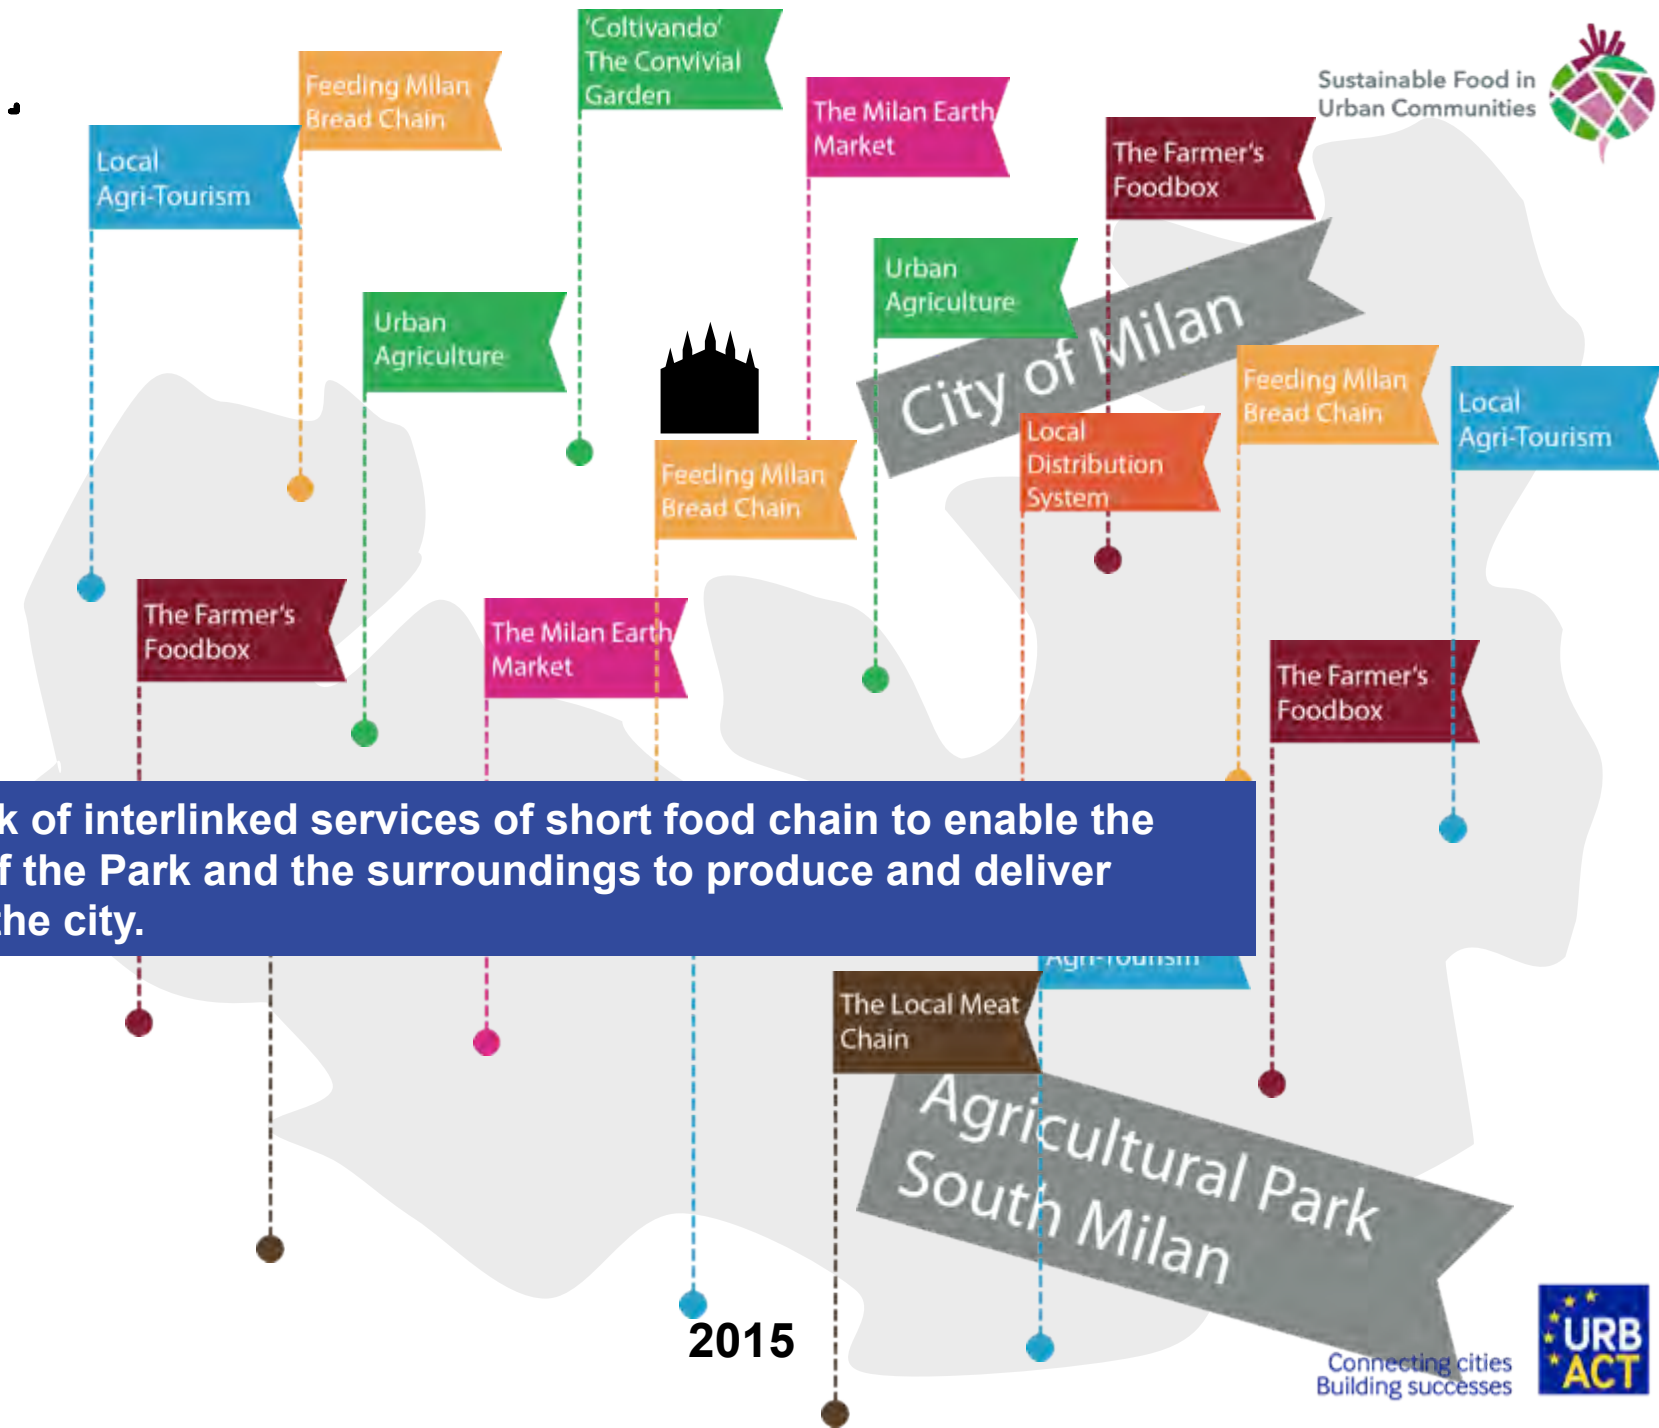 'Coltivando'
The Convivial
Garden
Feeding Milan
Bread Chain
The Milan Earth
Market
Sustainable Food in
Urban Communities
Local
Agri-Tourism
The Farmer's
Foodbox
Urban
Agriculture
Urban
Agriculture
City of Milan
Feeding Milan
Bread Chain
Local
Agri-Tourism
Local
Distribution
System
Feeding Milan
Bread Chain
The Farmer's
Foodbox
The Milan Earth
Market
The Farmer's
Foodbox
k of interlinked services of short food chain to enable the
f the Park and the surroundings to produce and deliver
the city.
Agri-Tourism
The Local Meat
Chain
Agricultural Park
South Milan
2015
Connecting cities
Building successes
URB
ACT